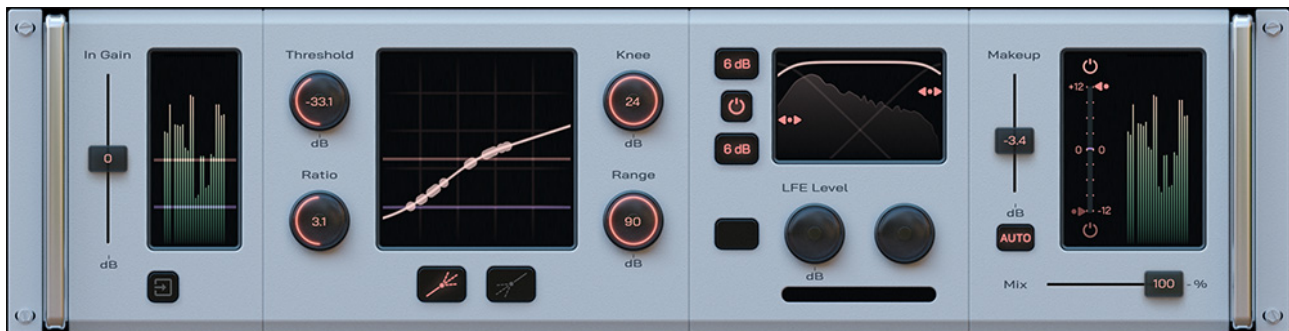 In Gain
0
dB
Threshold
-33.1
dB
Ratio
3.1
Knee
24
dB
Range
90
dB
6 dB
6 dB
LFE Level
dB
Makeup
-3.4
dB
AUTO
+12
0 0
-12
Mix 100 - %